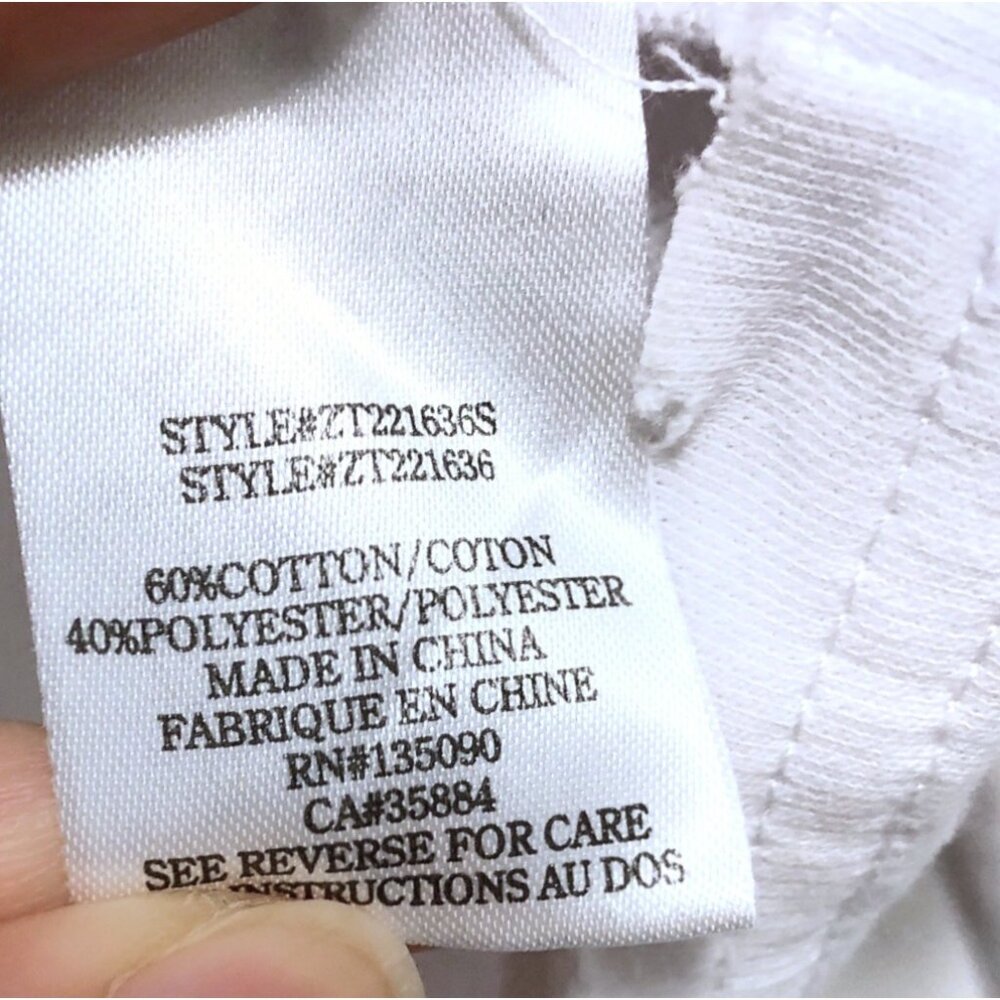 STYLE#ZT221636S
STYLE#ZT221636
60%COTTON/COTON
40%POLYESTER/POLYESTER
MADE IN CHINA
FABRIQUE EN CHINE
RN#135090
CA#35884
SEE REVERSE FOR CARE
INSTRUCTIONS AU DOS